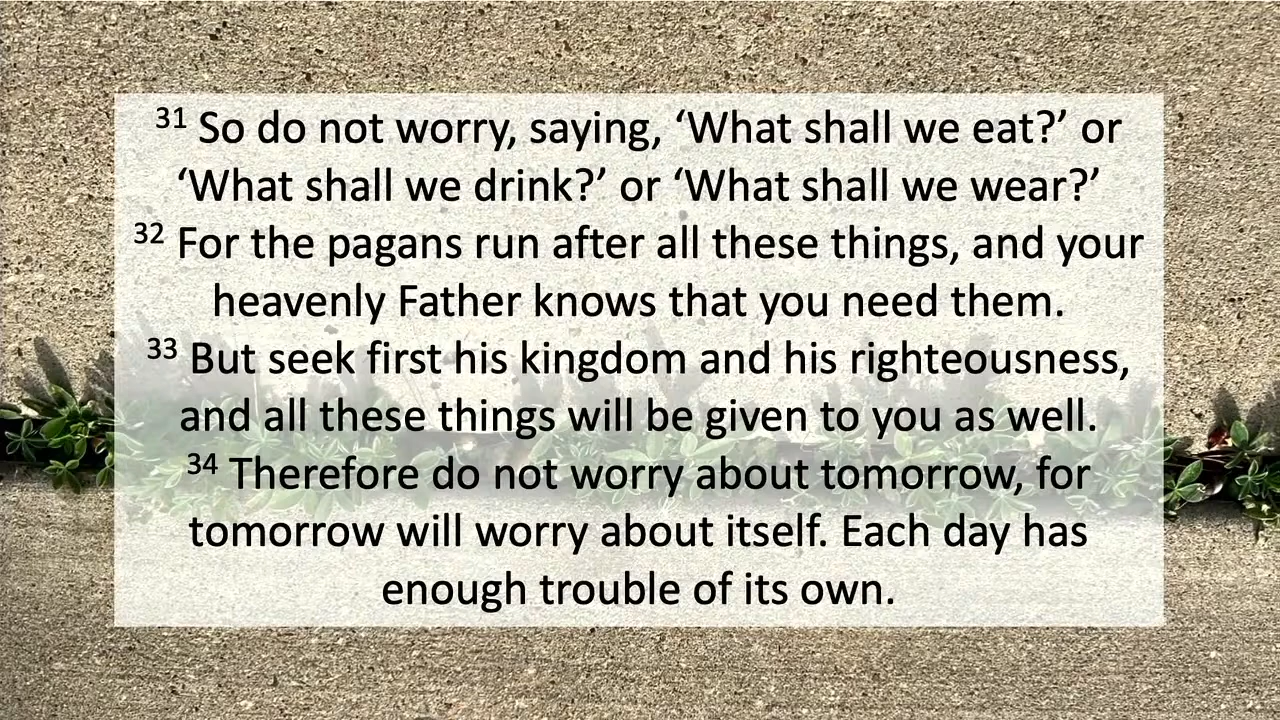 31 So do not worry, saying, ‘What shall we eat?’ or
‘What shall we drink?’ or ‘What shall we wear?’
32 For the pagans run after all these things, and your
heavenly Father knows that you need them.
33 But seek first his kingdom and his righteousness,
and all these things will be given to you as well.
34 Therefore do not worry about tomorrow, for
tomorrow will worry about itself. Each day has
enough trouble of its own.